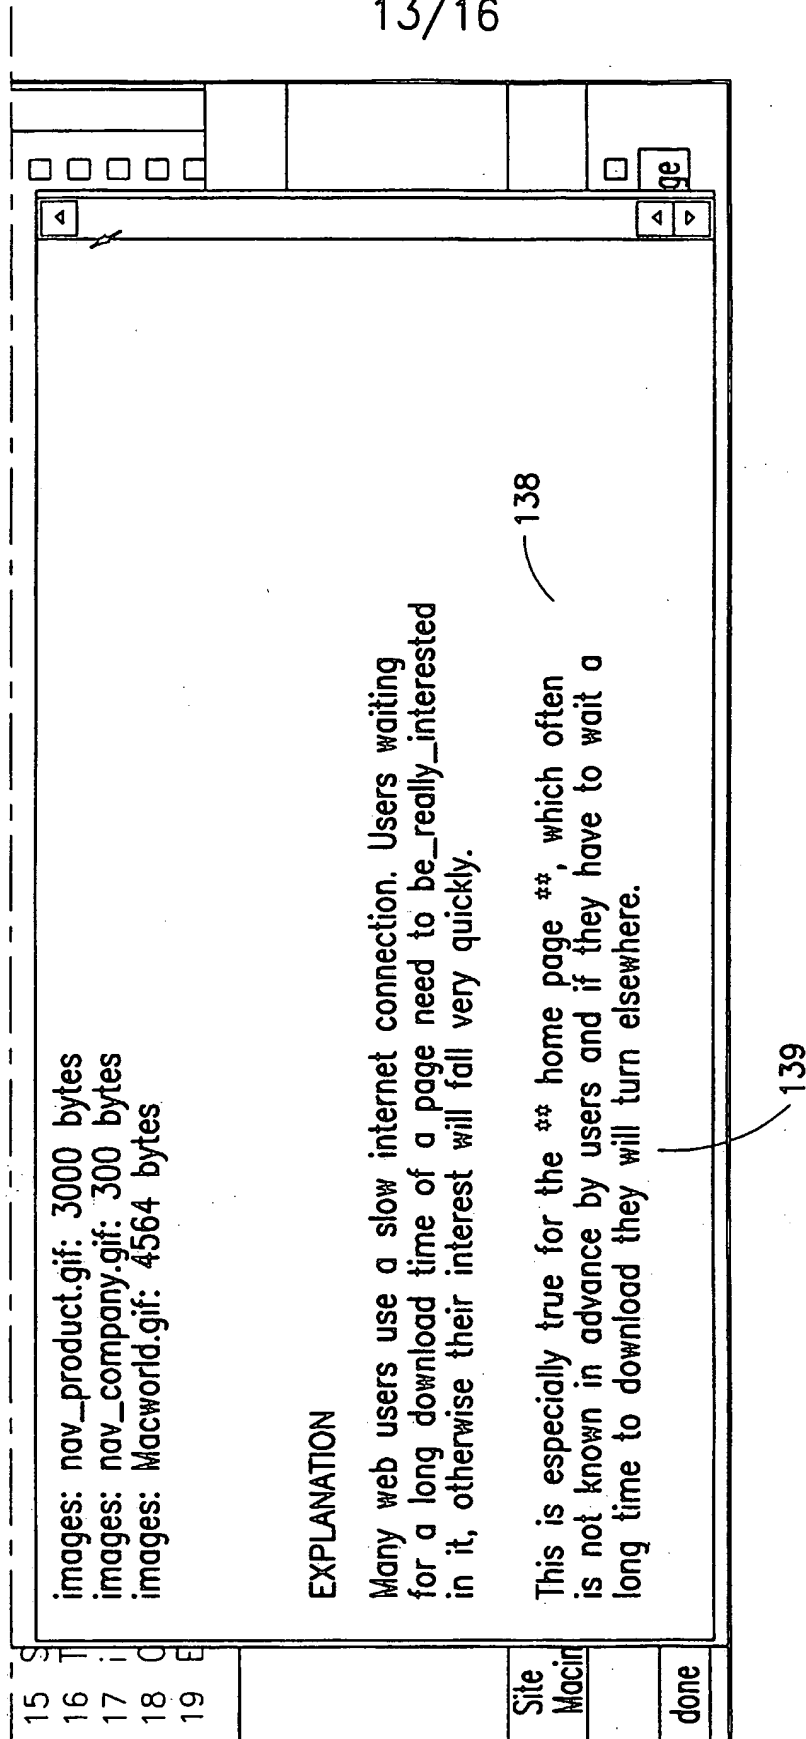 13/16
15 S
16 T
17 i
18 O
19 E
images: nav_product.gif: 3000 bytes
images: nav_company.gif: 300 bytes
images: Macworld.gif: 4564 bytes
EXPLANATION
Many web users use a slow internet connection. Users waiting
for a long download time of a page need to be_really_interested
in it, otherwise their interest will fall very quickly.
138
This is especially true for the ** home page **, which often
is not known in advance by users and if they have to wait a
long time to download they will turn elsewhere.
139
Site
Macin
done
ge